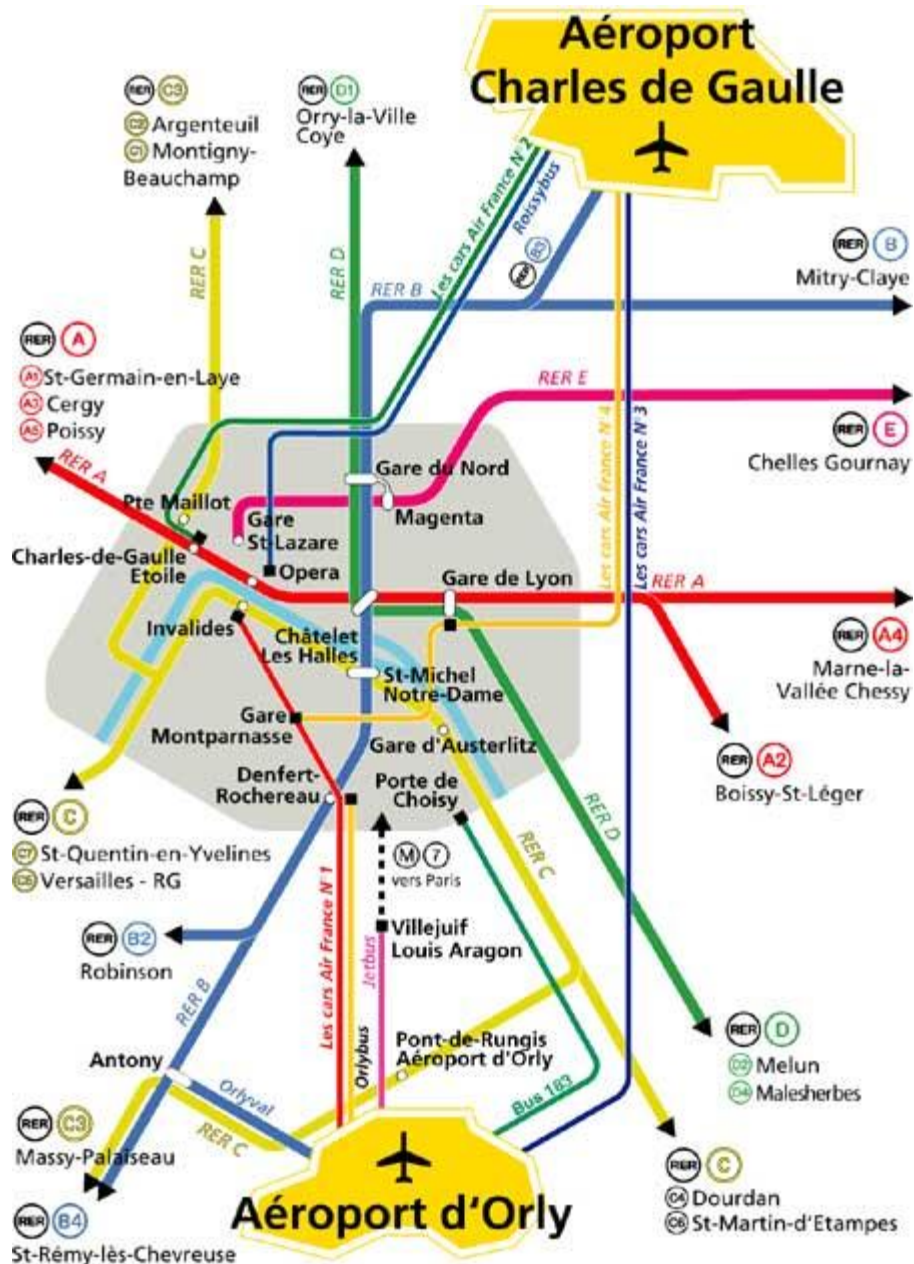 Aéroport
Charles de Gaulle
RER C3
C2 Argenteuil
C1 Montigny-
Beauchamp
RER D1
Orry-la-Ville
Coye
Les cars Air France N°2
Roissybus
RER B3
RER C
RER D
RER B
RER B
Mitry-Claye
RER A
A1 St-Germain-en-Laye
A3 Cergy
A5 Poissy
RER A
RER E
RER E
Chelles Gournay
Les cars Air France N°4
Les cars Air France N°3
Pte Maillot
Gare du Nord
Magenta
Gare
St-Lazare
Charles-de-Gaulle
Etoile
Opera
Gare de Lyon
RER A
Invalides
Châtelet
Les Halles
RER A4
Marne-la-
Vallée Chessy
St-Michel
Notre-Dame
Gare
Montparnasse
Gare d'Austerlitz
RER A2
Boissy-St-Léger
Denfert-
Rochereau
Porte de
Choisy
RER C
C7 St-Quentin-en-Yvelines
RER D
RER C
M 7
vers Paris
Les cars Air France N°1
Villejuif
Louis Aragon
Jetbus
RER B2
Robinson
RER B
RER D
D2 Melun
D4 Malesherbes
Orlybus
Pont-de-Rungis
Aéroport d'Orly
Antony
Orlyval
Bus 183
RER C
RER C3
Massy-Palaiseau
RER C
C4 Dourdan
C6 St-Martin-d'Etampes
Aéroport d'Orly
RER B4
St-Rémy-lès-Chevreuse
Versailles - RG